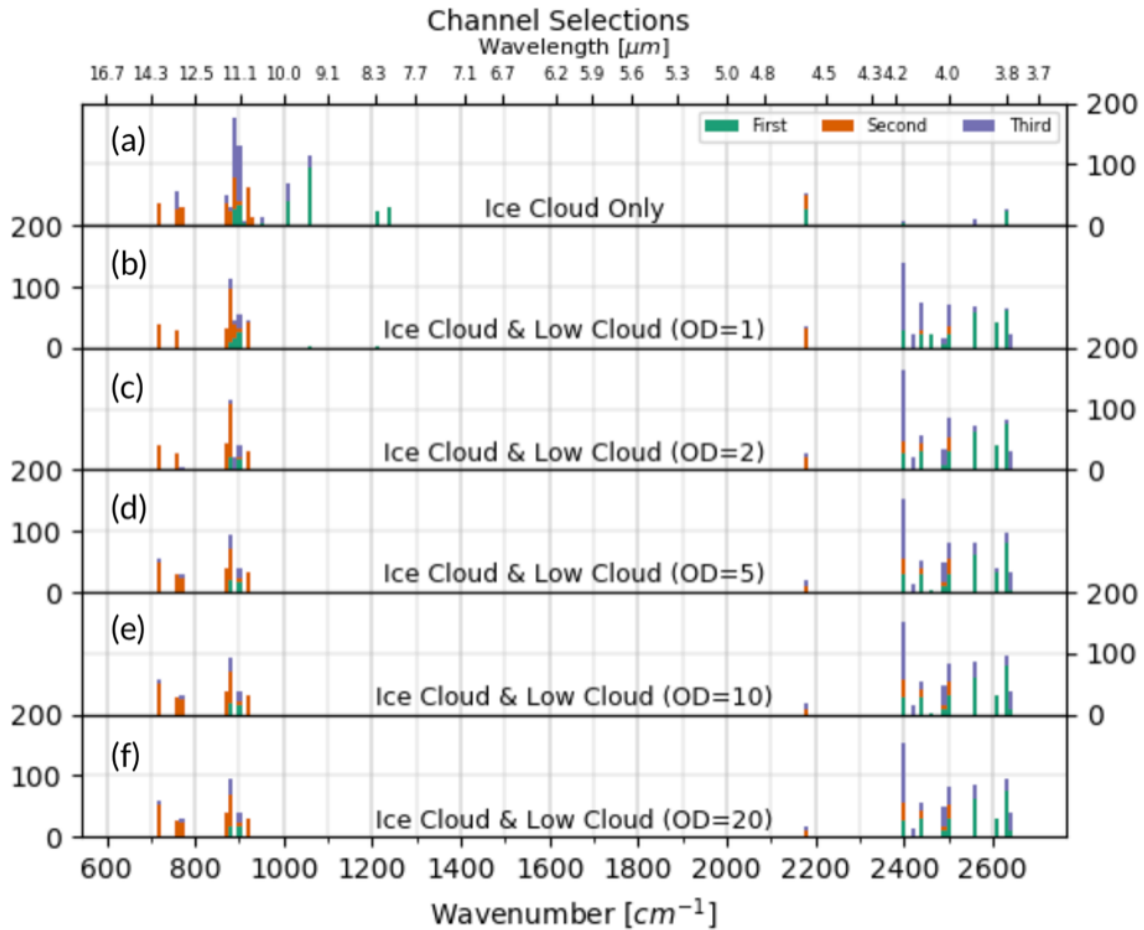 Channel Selections
Wavelength [μm]
16.7 14.3 12.5 11.1 10.0 9.1 8.3 7.7 7.1 6.7 6.2 5.9 5.6 5.3 5.0 4.8 4.5 4.3 4.2 4.0 3.8 3.7
(a) First Second Third 200
100
Ice Cloud Only
200 0
(b)
100
Ice Cloud & Low Cloud (OD=1)
0 200
(c)
100
Ice Cloud & Low Cloud (OD=2)
200 0
(d)
100
Ice Cloud & Low Cloud (OD=5)
0 200
(e)
100
Ice Cloud & Low Cloud (OD=10)
200 0
(f)
100
Ice Cloud & Low Cloud (OD=20)
0
600 800 1000 1200 1400 1600 1800 2000 2200 2400 2600
Wavenumber [cm⁻¹]